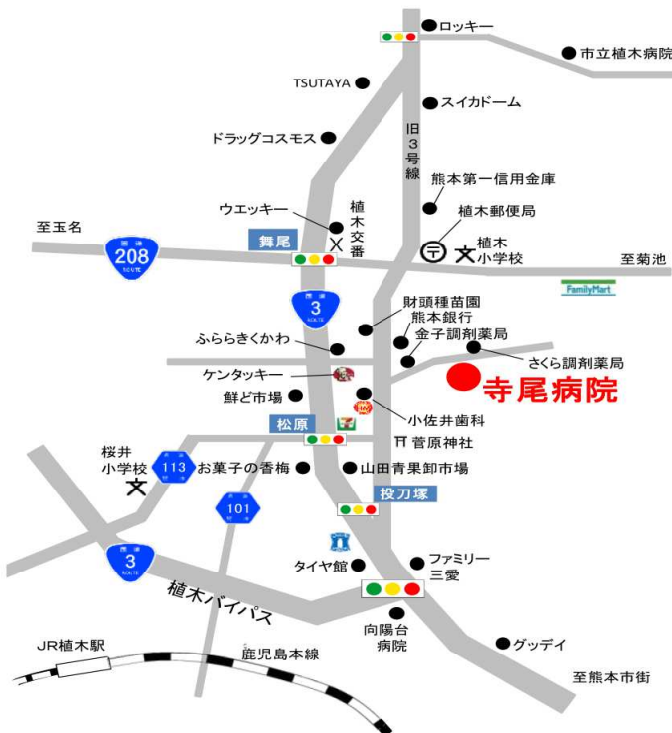 ロッキー
市立植木病院
TSUTAYA
スイカドーム
ドラッグコスモス
旧3号線
熊本第一信用金庫
ウエッキー
植木交番
植木郵便局
至玉名
舞尾
植木
小学校
至菊池
国道
208
ROUTE
FamilyMart
国道
3
ROUTE
財頭種苗園
熊本銀行
ふららきくかわ
金子調剤薬局
さくら調剤薬局
ケンタッキー
寺尾病院
鮮ど市場
小佐井歯科
松原
菅原神社
桜井
小学校
113
お菓子の香梅
山田青果卸市場
101
投刀塚
国道
3
ROUTE
タイヤ館
ファミリー
三愛
植木バイパス
向陽台
病院
グッデイ
JR植木駅
鹿児島本線
至熊本市街